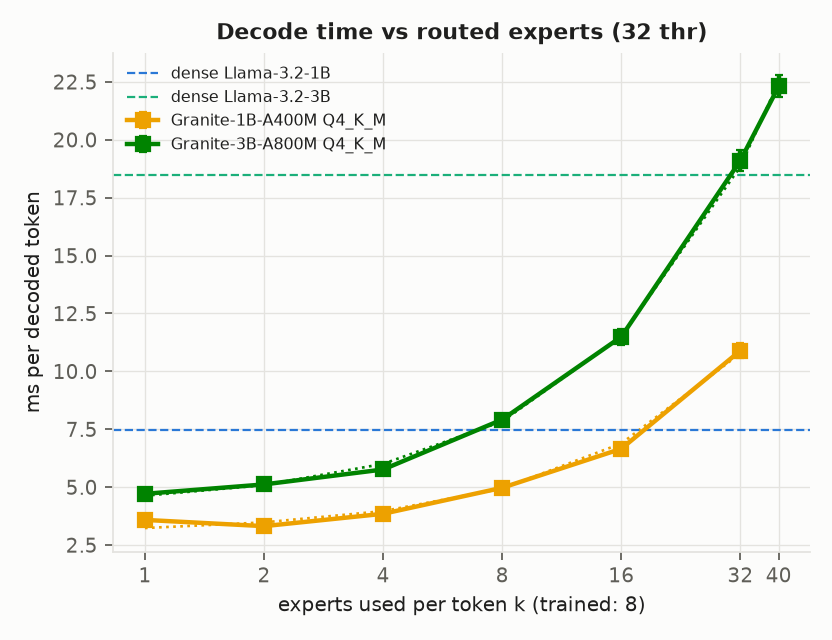 Decode time vs routed experts (32 thr)
dense Llama-3.2-1B
dense Llama-3.2-3B
Granite-1B-A400M Q4_K_M
Granite-3B-A800M Q4_K_M
ms per decoded token
22.5
20.0
17.5
15.0
12.5
10.0
7.5
5.0
2.5
1 2 4 8 16 32 40
experts used per token k (trained: 8)